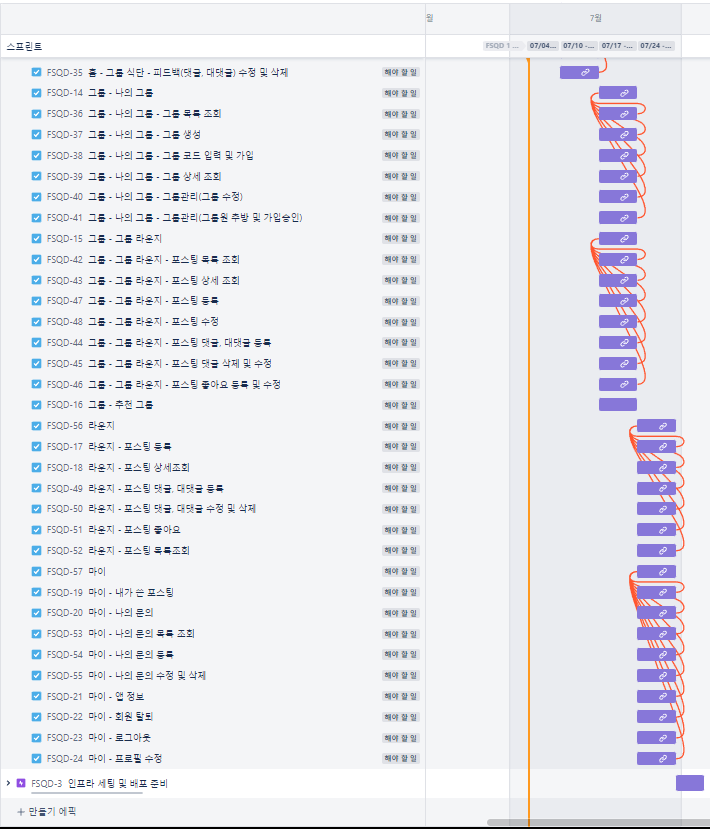 월
7월
스프린트
FSQD 1 ...
07/04...
07/10 -...
07/17 -...
07/24 -...
FSQD-35 홈 - 그룹 식단 - 피드백(댓글, 대댓글) 수정 및 삭제 해야 할 일
FSQD-14 그룹 - 나의 그룹 해야 할 일
FSQD-36 그룹 - 나의 그룹 - 그룹 목록 조회 해야 할 일
FSQD-37 그룹 - 나의 그룹 - 그룹 생성 해야 할 일
FSQD-38 그룹 - 나의 그룹 - 그룹 코드 입력 및 가입 해야 할 일
FSQD-39 그룹 - 나의 그룹 - 그룹 상세 조회 해야 할 일
FSQD-40 그룹 - 나의 그룹 - 그룹관리(그룹 수정) 해야 할 일
FSQD-41 그룹 - 나의 그룹 - 그룹관리(그룹원 추방 및 가입승인) 해야 할 일
FSQD-15 그룹 - 그룹 라운지 해야 할 일
FSQD-42 그룹 - 그룹 라운지 - 포스팅 목록 조회 해야 할 일
FSQD-43 그룹 - 그룹 라운지 - 포스팅 상세 조회 해야 할 일
FSQD-47 그룹 - 그룹 라운지 - 포스팅 등록 해야 할 일
FSQD-48 그룹 - 그룹 라운지 - 포스팅 수정 해야 할 일
FSQD-44 그룹 - 그룹 라운지 - 포스팅 댓글, 대댓글 등록 해야 할 일
FSQD-45 그룹 - 그룹 라운지 - 포스팅 댓글 삭제 및 수정 해야 할 일
FSQD-46 그룹 - 그룹 라운지 - 포스팅 좋아요 등록 및 수정 해야 할 일
FSQD-16 그룹 - 추천 그룹 해야 할 일
FSQD-56 라운지 해야 할 일
FSQD-17 라운지 - 포스팅 등록 해야 할 일
FSQD-18 라운지 - 포스팅 상세조회 해야 할 일
FSQD-49 라운지 - 포스팅 댓글, 대댓글 등록 해야 할 일
FSQD-50 라운지 - 포스팅 댓글, 대댓글 수정 및 삭제 해야 할 일
FSQD-51 라운지 - 포스팅 좋아요 해야 할 일
FSQD-52 라운지 - 포스팅 목록조회 해야 할 일
FSQD-57 마이 해야 할 일
FSQD-19 마이 - 내가 쓴 포스팅 해야 할 일
FSQD-20 마이 - 나의 문의 해야 할 일
FSQD-53 마이 - 나의 문의 목록 조회 해야 할 일
FSQD-54 마이 - 나의 문의 등록 해야 할 일
FSQD-55 마이 - 나의 문의 수정 및 삭제 해야 할 일
FSQD-21 마이 - 앱 정보 해야 할 일
FSQD-22 마이 - 회원 탈퇴 해야 할 일
FSQD-23 마이 - 로그아웃 해야 할 일
FSQD-24 마이 - 프로필 수정 해야 할 일
FSQD-3 인프라 세팅 및 배포 준비
+ 만들기 에픽